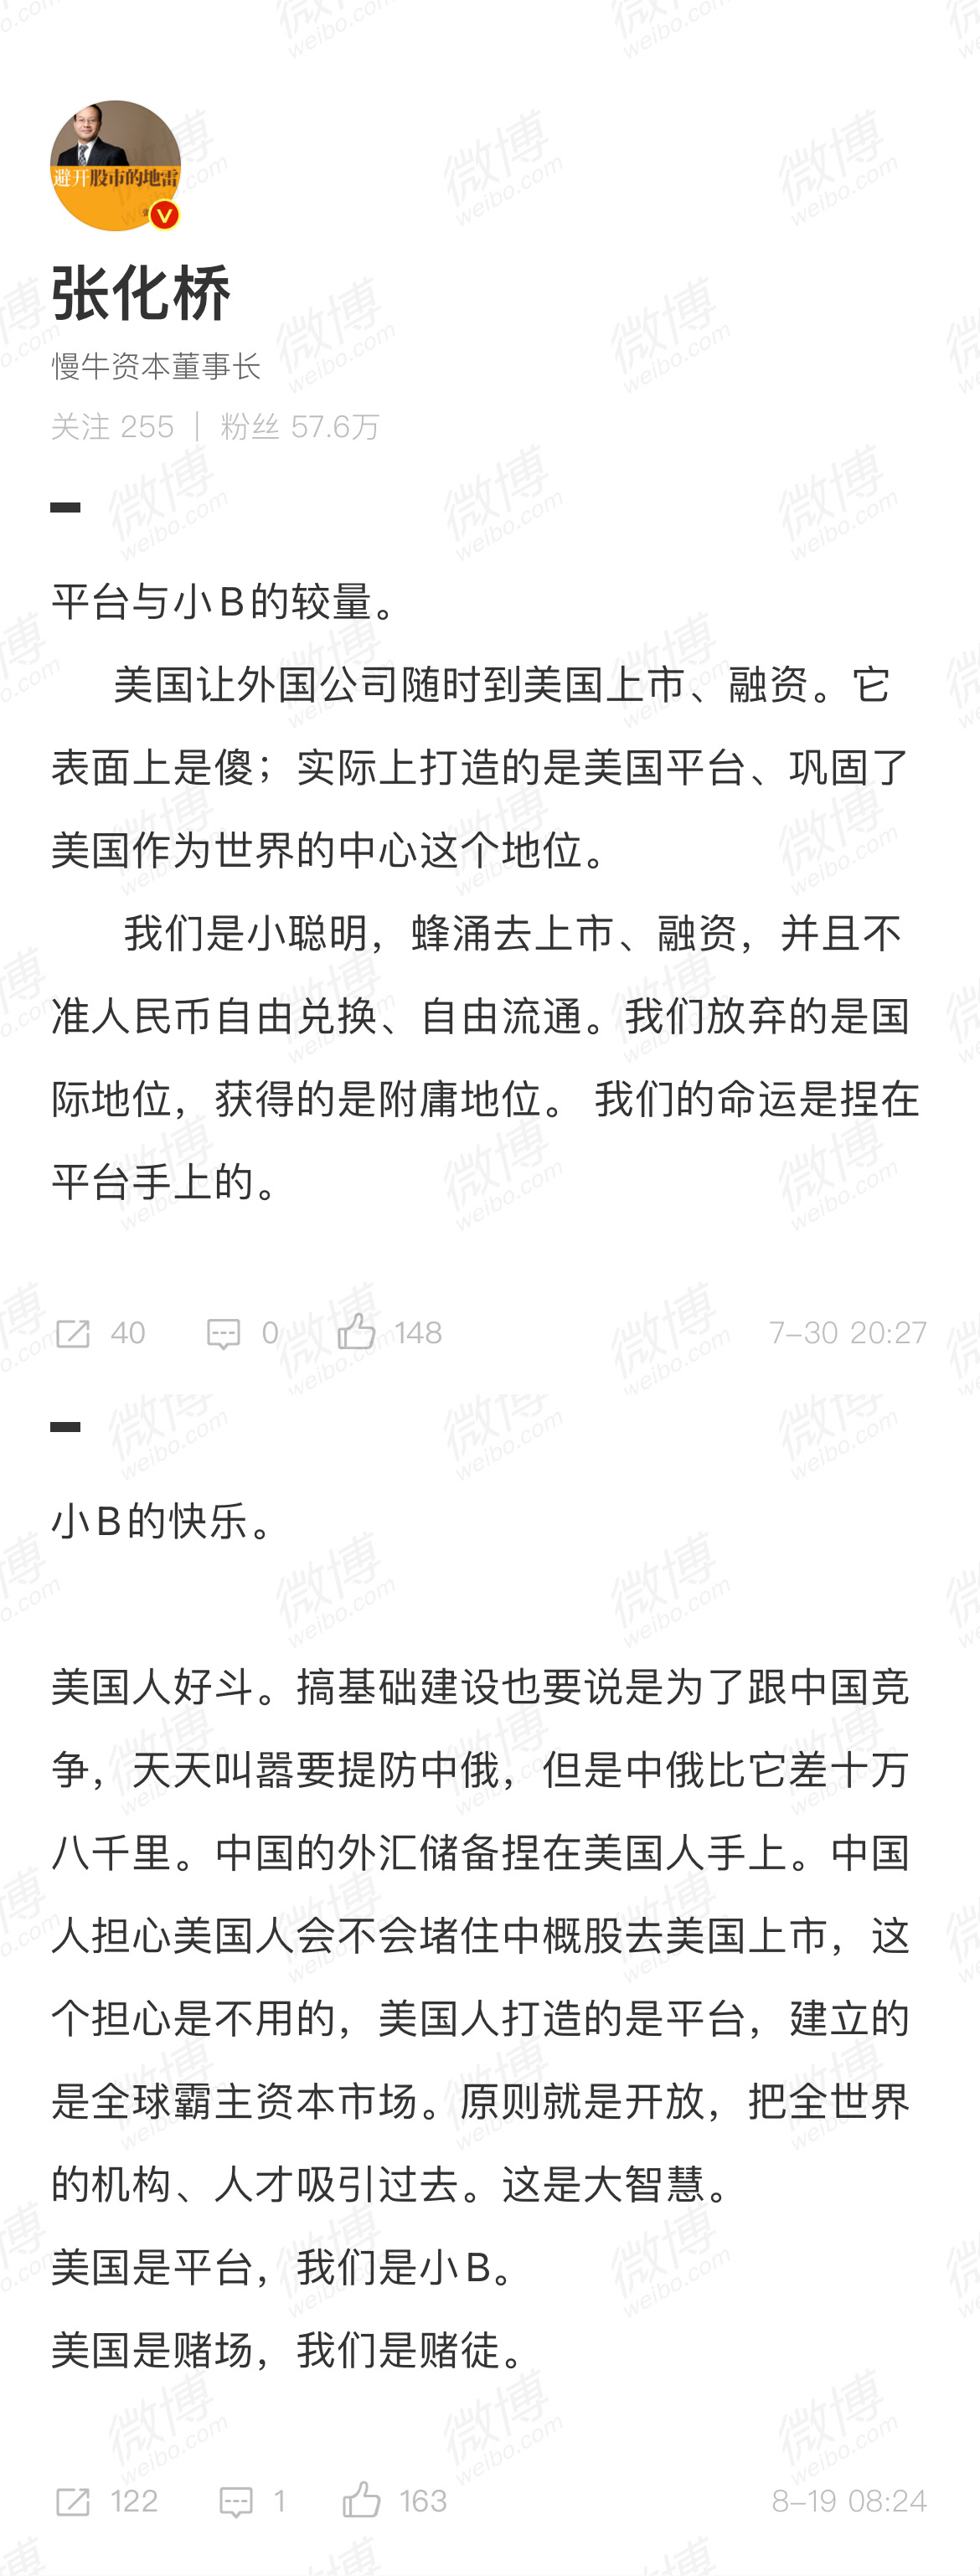 避开股市的地雷
张化桥
慢牛资本董事长
关注 255 | 粉丝 57.6万
平台与小B的较量。
美国让外国公司随时到美国上市、融资。它
表面上是傻；实际上打造的是美国平台、巩固了
美国作为世界的中心这个地位。
我们是小聪明，蜂涌去上市、融资，并且不
准人民币自由兑换、自由流通。我们放弃的是国
际地位，获得的是附庸地位。 我们的命运是捏在
平台手上的。
40 0 148 7-30 20:27
小B的快乐。
美国人好斗。搞基础建设也要说是为了跟中国竞
争，天天叫嚣要提防中俄，但是中俄比它差十万
八千里。中国的外汇储备捏在美国人手上。中国
人担心美国人会不会堵住中概股去美国上市，这
个担心是不用的，美国人打造的是平台，建立的
是全球霸主资本市场。原则就是开放，把全世界
的机构、人才吸引过去。这是大智慧。
美国是平台，我们是小B。
美国是赌场，我们是赌徒。
122 1 163 8-19 08:24
微博
weibo.com